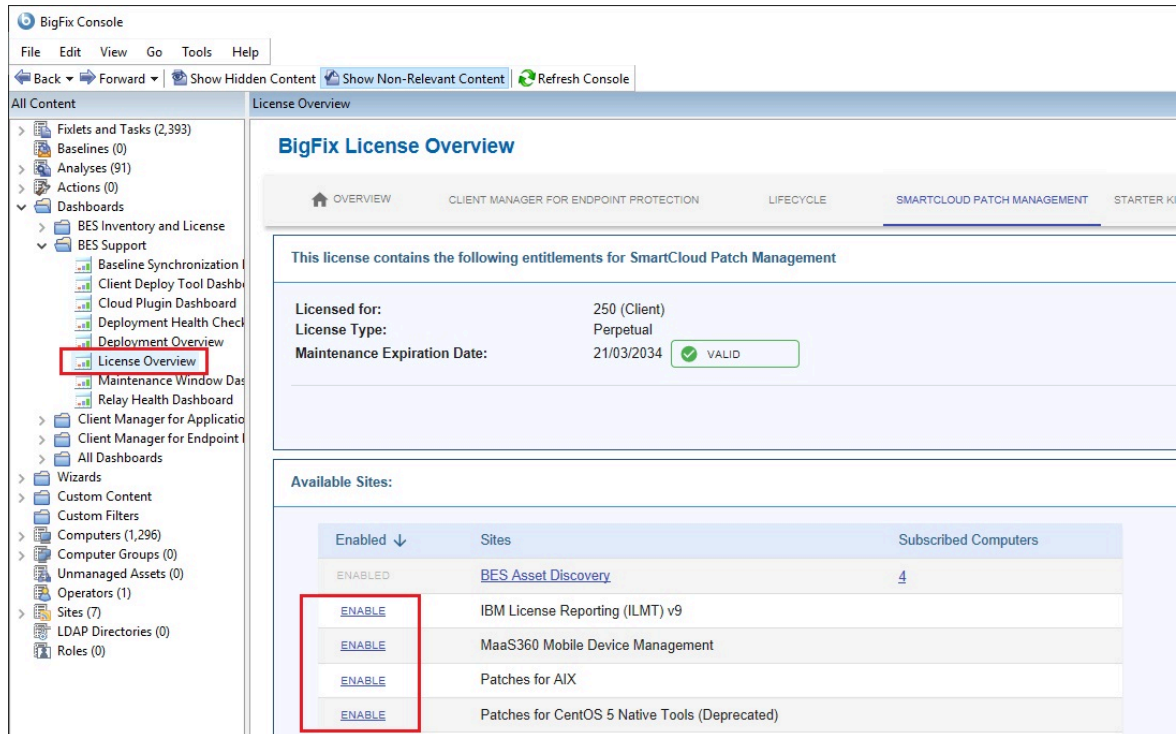 BigFix Console
File Edit View Go Tools Help
Back Forward Show Hidden Content Show Non-Relevant Content Refresh Console
All Content
Fixlets and Tasks (2,393)
Baselines (0)
Analyses (91)
Actions (0)
Dashboards
BES Inventory and License
BES Support
Baseline Synchronization
Client Deploy Tool Dashb
Cloud Plugin Dashboard
Deployment Health Check
Deployment Overview
License Overview
Maintenance Window Das
Relay Health Dashboard
Client Manager for Applicatio
Client Manager for Endpoint
All Dashboards
Wizards
Custom Content
Custom Filters
Computers (1,296)
Computer Groups (0)
Unmanaged Assets (0)
Operators (1)
Sites (7)
LDAP Directories (0)
Roles (0)
License Overview
BigFix License Overview
OVERVIEW CLIENT MANAGER FOR ENDPOINT PROTECTION LIFECYCLE SMARTCLOUD PATCH MANAGEMENT STARTER KI
This license contains the following entitlements for SmartCloud Patch Management
Licensed for: 250 (Client)
License Type: Perpetual
Maintenance Expiration Date: 21/03/2034 VALID
Available Sites:
Enabled ↓ Sites Subscribed Computers
ENABLED BES Asset Discovery 4
ENABLE IBM License Reporting (ILMT) v9
ENABLE MaaS360 Mobile Device Management
ENABLE Patches for AIX
ENABLE Patches for CentOS 5 Native Tools (Deprecated)